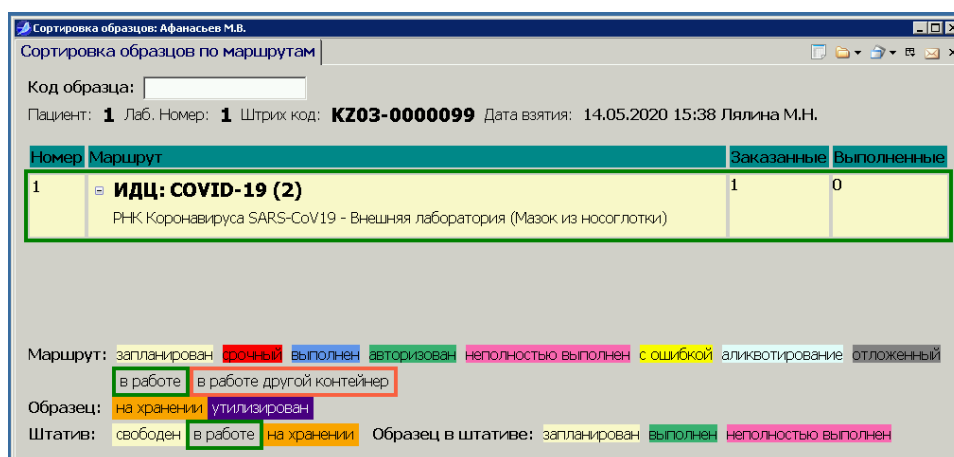 Сортировка образцов: Афанасьев М.В.
Сортировка образцов по маршрутам
Код образца:
Пациент: 1 Лаб. Номер: 1 Штрих код: KZ03-0000099 Дата взятия: 14.05.2020 15:38 Лялина М.Н.
Номер Маршрут Заказанные Выполненные
1 ИДЦ: COVID-19 (2) 1 0
РНК Коронавируса SARS-CoV19 - Внешняя лаборатория (Мазок из носоглотки)
Маршрут: запланирован срочный выполнен авторизован неполностью выполнен с ошибкой аликвотирование отложенный
в работе в работе другой контейнер
Образец: на хранении утилизирован
Штатив: свободен в работе на хранении Образец в штативе: запланирован выполнен неполностью выполнен